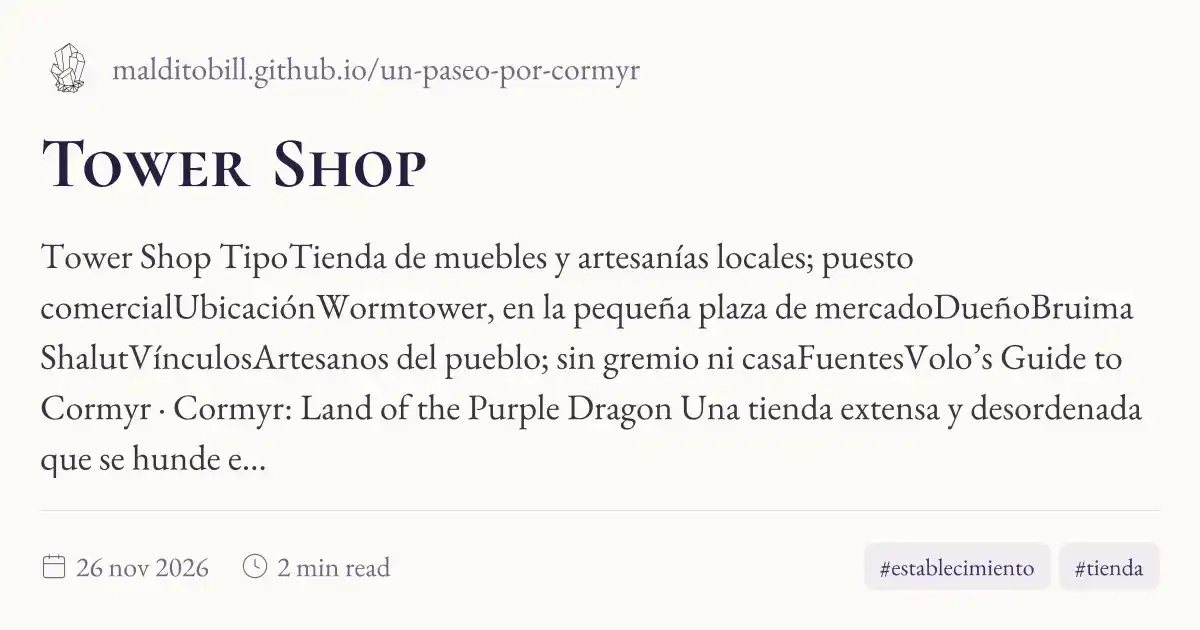 malditobill.github.io/un-paseo-por-cormyr
Tower Shop
Tower Shop TipoTienda de muebles y artesanías locales; puesto
comercialUbicaciónWormtower, en la pequeña plaza de mercadoDueñoBruima
ShalutVínculosArtesanos del pueblo; sin gremio ni casaFuentesVolo’s Guide to
Cormyr · Cormyr: Land of the Purple Dragon Una tienda extensa y desordenada
que se hunde e...
26 nov 2026 2 min read #establecimiento #tienda